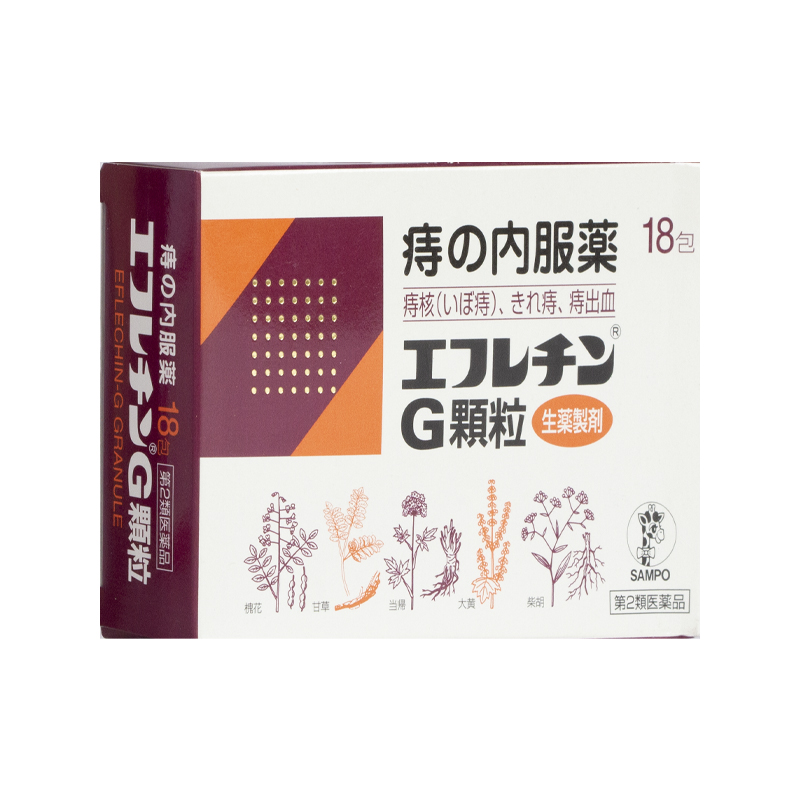 痔の内服薬
エフレチン®G顆粒
EFLECHIN-G GRANULE
18包
第2類医薬品
痔の内服薬
18包
痔核(いぼ痔)、きれ痔、痔出血
エフレチン®
G顆粒
生薬製剤
槐花
甘草
当帰
大黄
柴胡
SAMPO
第2類医薬品